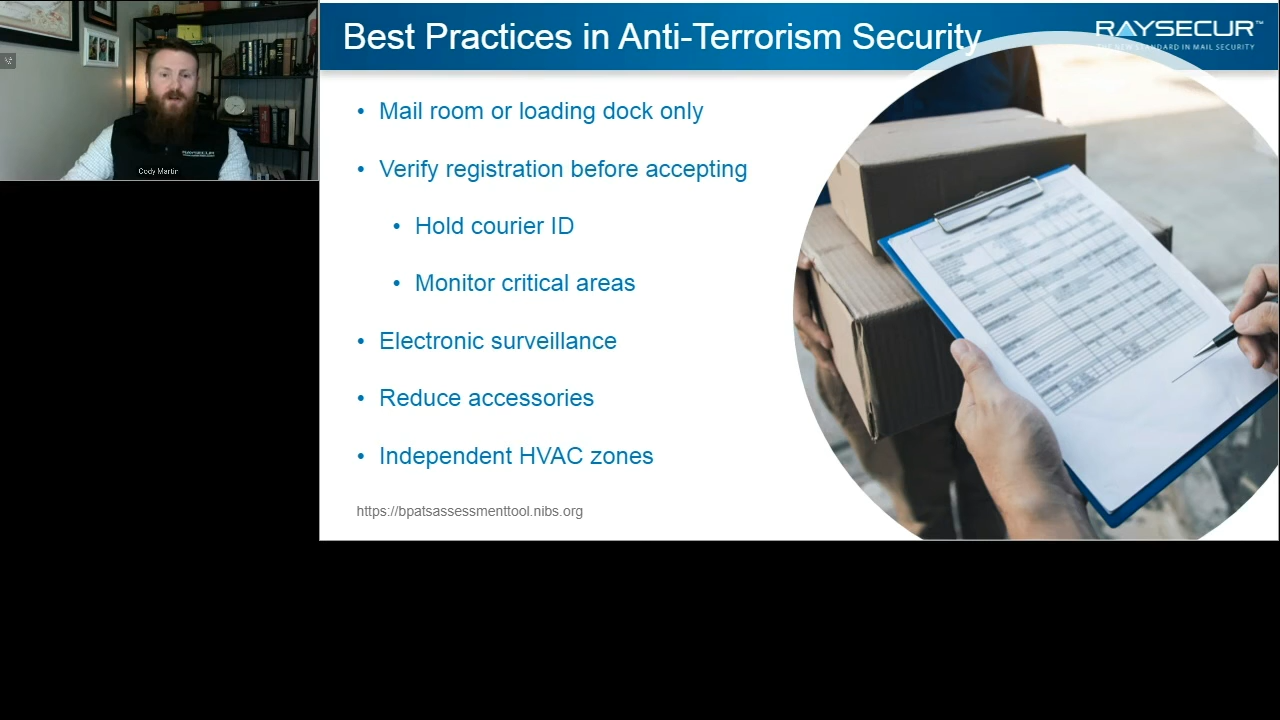 Best Practices in Anti-Terrorism Security
RAYSECUR™
THE NEW STANDARD IN MAIL SECURITY
RAYSECUR
Cody Martin
• Mail room or loading dock only
• Verify registration before accepting
• Hold courier ID
• Monitor critical areas
• Electronic surveillance
• Reduce accessories
• Independent HVAC zones
https://bpatsassessmenttool.nibs.org